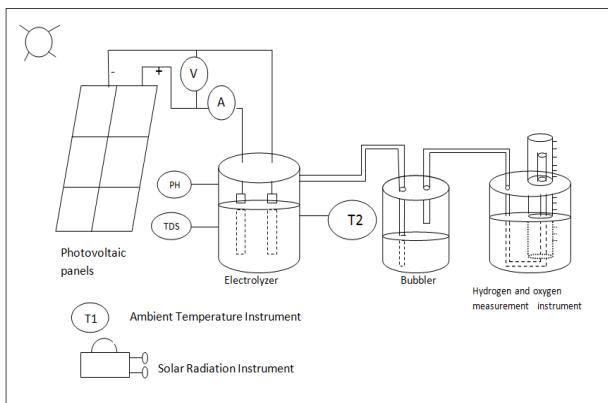 -
+
V
A
PH
TDS
T2
Photovoltaic
panels
Electrolyzer
Bubbler
Hydrogen and oxygen
measurement instrument
T1
Ambient Temperature Instrument
Solar Radiation Instrument